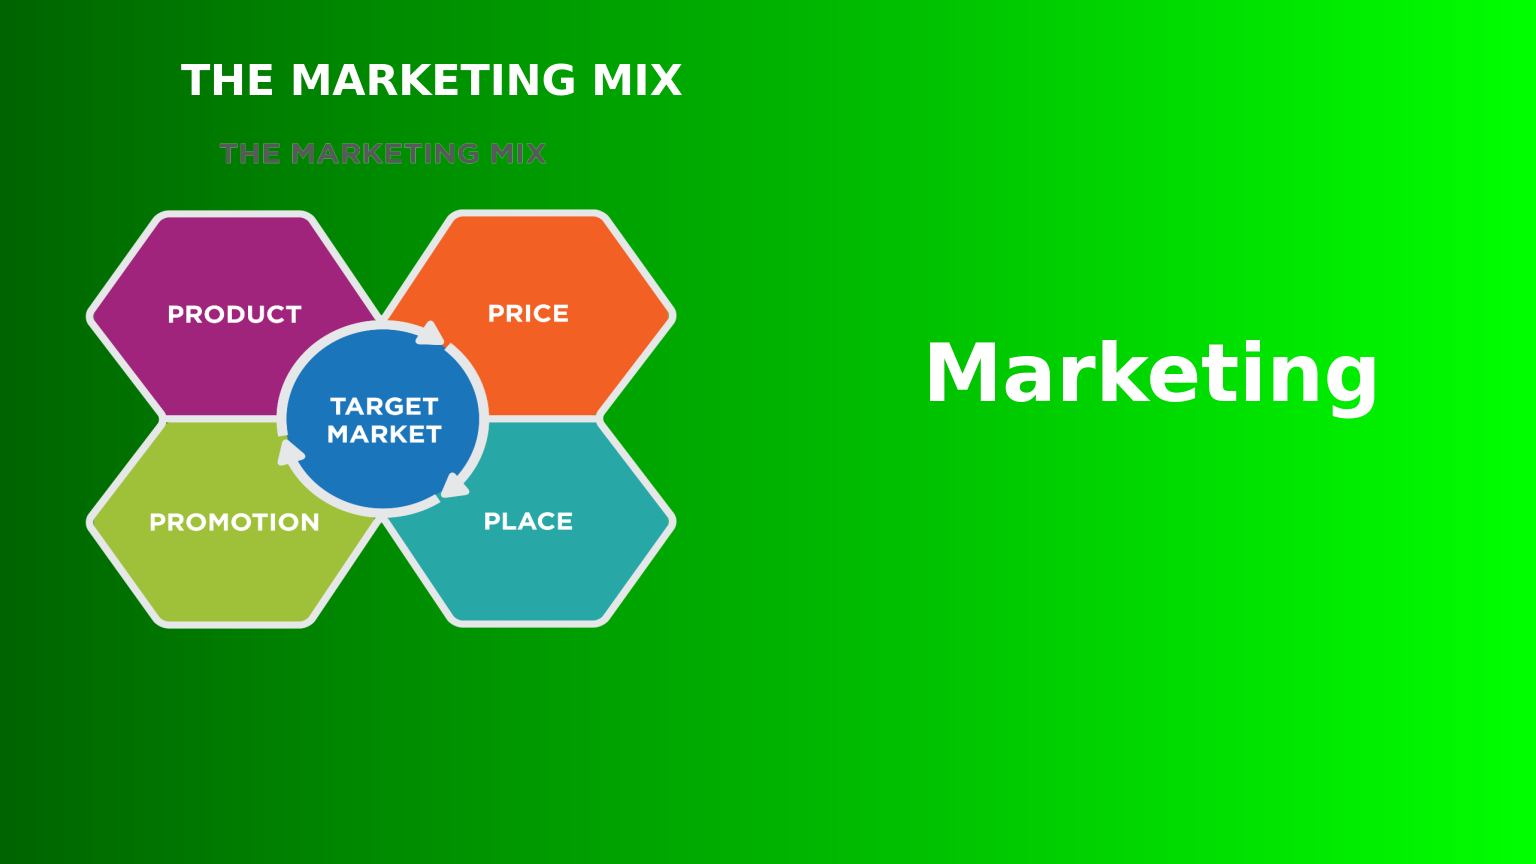 THE MARKETING MIX
THE MARKETING MIX
PRODUCT
PRICE
TARGET
MARKET
PROMOTION
PLACE
Marketing